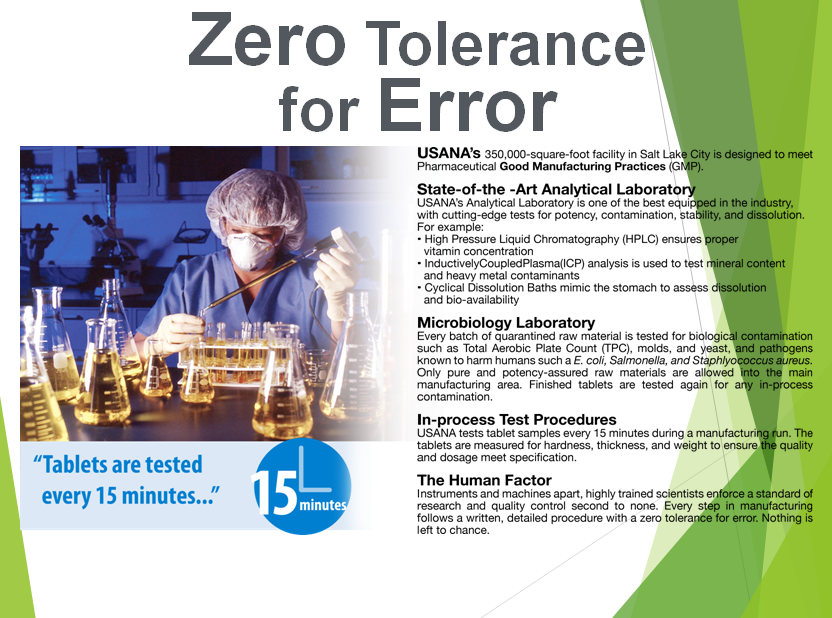 Zero Tolerance
for Error
USANA's 350,000-square-foot facility in Salt Lake City is designed to meet
Pharmaceutical Good Manufacturing Practices (GMP).
State-of-the -Art Analytical Laboratory
USANA's Analytical Laboratory is one of the best equipped in the industry,
with cutting-edge tests for potency, contamination, stability, and dissolution.
For example:
• High Pressure Liquid Chromatography (HPLC) ensures proper
vitamin concentration
• InductivelyCoupledPlasma(ICP) analysis is used to test mineral content
and heavy metal contaminants
• Cyclical Dissolution Baths mimic the stomach to assess dissolution
and bio-availability
Microbiology Laboratory
Every batch of quarantined raw material is tested for biological contamination
such as Total Aerobic Plate Count (TPC), molds, and yeast, and pathogens
known to harm humans such a E. coli, Salmonella, and Staphlyococcus aureus.
Only pure and potency-assured raw materials are allowed into the main
manufacturing area. Finished tablets are tested again for any in-process
contamination.
In-process Test Procedures
USANA tests tablet samples every 15 minutes during a manufacturing run. The
tablets are measured for hardness, thickness, and weight to ensure the quality
and dosage meet specification.
The Human Factor
Instruments and machines apart, highly trained scientists enforce a standard of
research and quality control second to none. Every step in manufacturing
follows a written, detailed procedure with a zero tolerance for error. Nothing is
left to chance.
"Tablets are tested
every 15 minutes..."
15 minutes